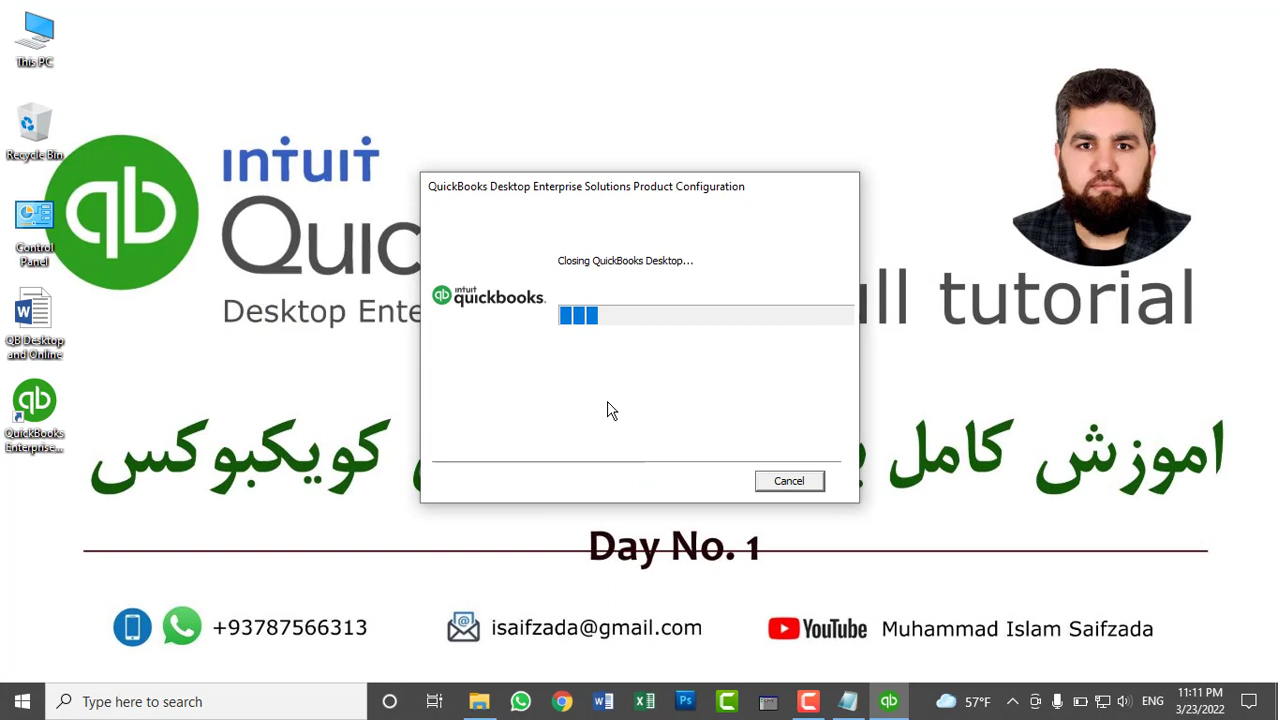 This PC
Recycle Bin
Control
Panel
QB Desktop
and Online
QuickBooks
Enterprise...
INTUIT
Quic
Desktop Ente
ull tutorial
QuickBooks Desktop Enterprise Solutions Product Configuration
Closing QuickBooks Desktop...
qb intuit
quickbooks.
Cancel
اموزش کامل
کویکبوکس
Day No. 1
+93787566313
isaifzada@gmail.com
YouTube Muhammad Islam Saifzada
Type here to search
57°F
ENG
11:11 PM
3/23/2022